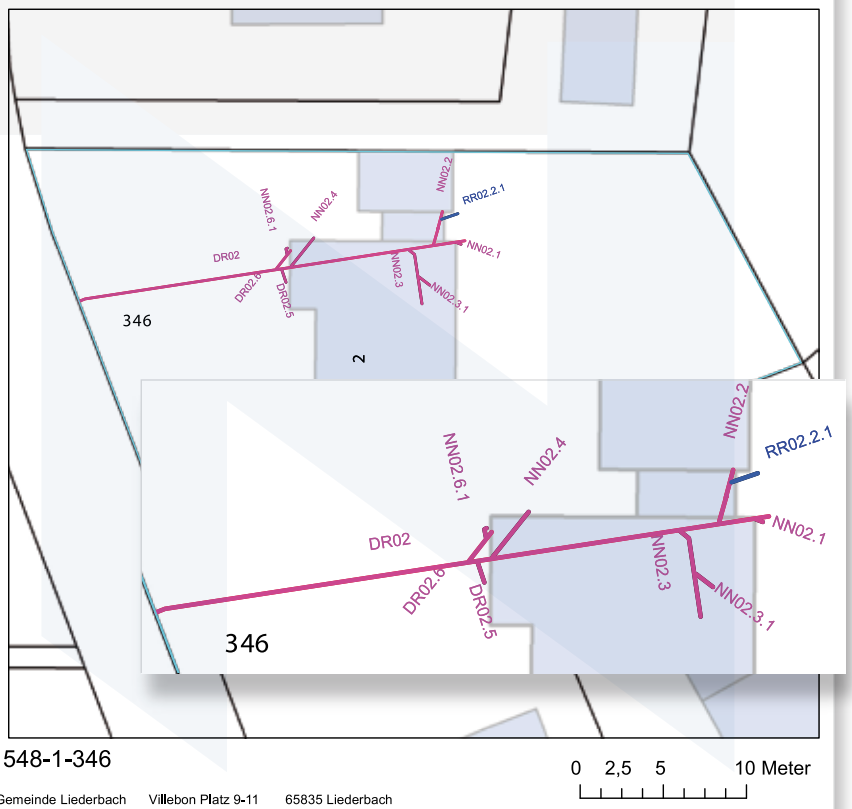 NN02.2
RR02.2.1
NN02.6.1
NN02.4
DR02
NN02.1
NN02.3
DR02.6
DR02.5
NN02.3.1
346
2
NN02.2
RR02.2.1
NN02.6.1
NN02.4
DR02
NN02.1
NN02.3
DR02.6
DR02.5
NN02.3.1
346
548-1-346
0 2,5 5 10 Meter
Gemeinde Liederbach Villebon Platz 9-11 65835 Liederbach